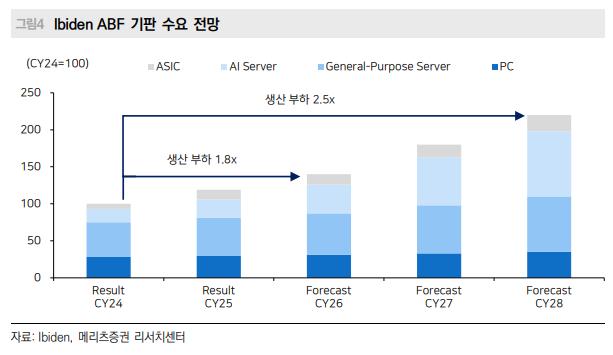 그림4 Ibiden ABF 기판 수요 전망
(CY24=100)
ASIC AI Server General-Purpose Server PC
250
생산 부하 2.5x
200
생산 부하 1.8x
150
100
50
0
Result Result Forecast Forecast Forecast
CY24 CY25 CY26 CY27 CY28
자료: Ibiden, 메리츠증권 리서치센터